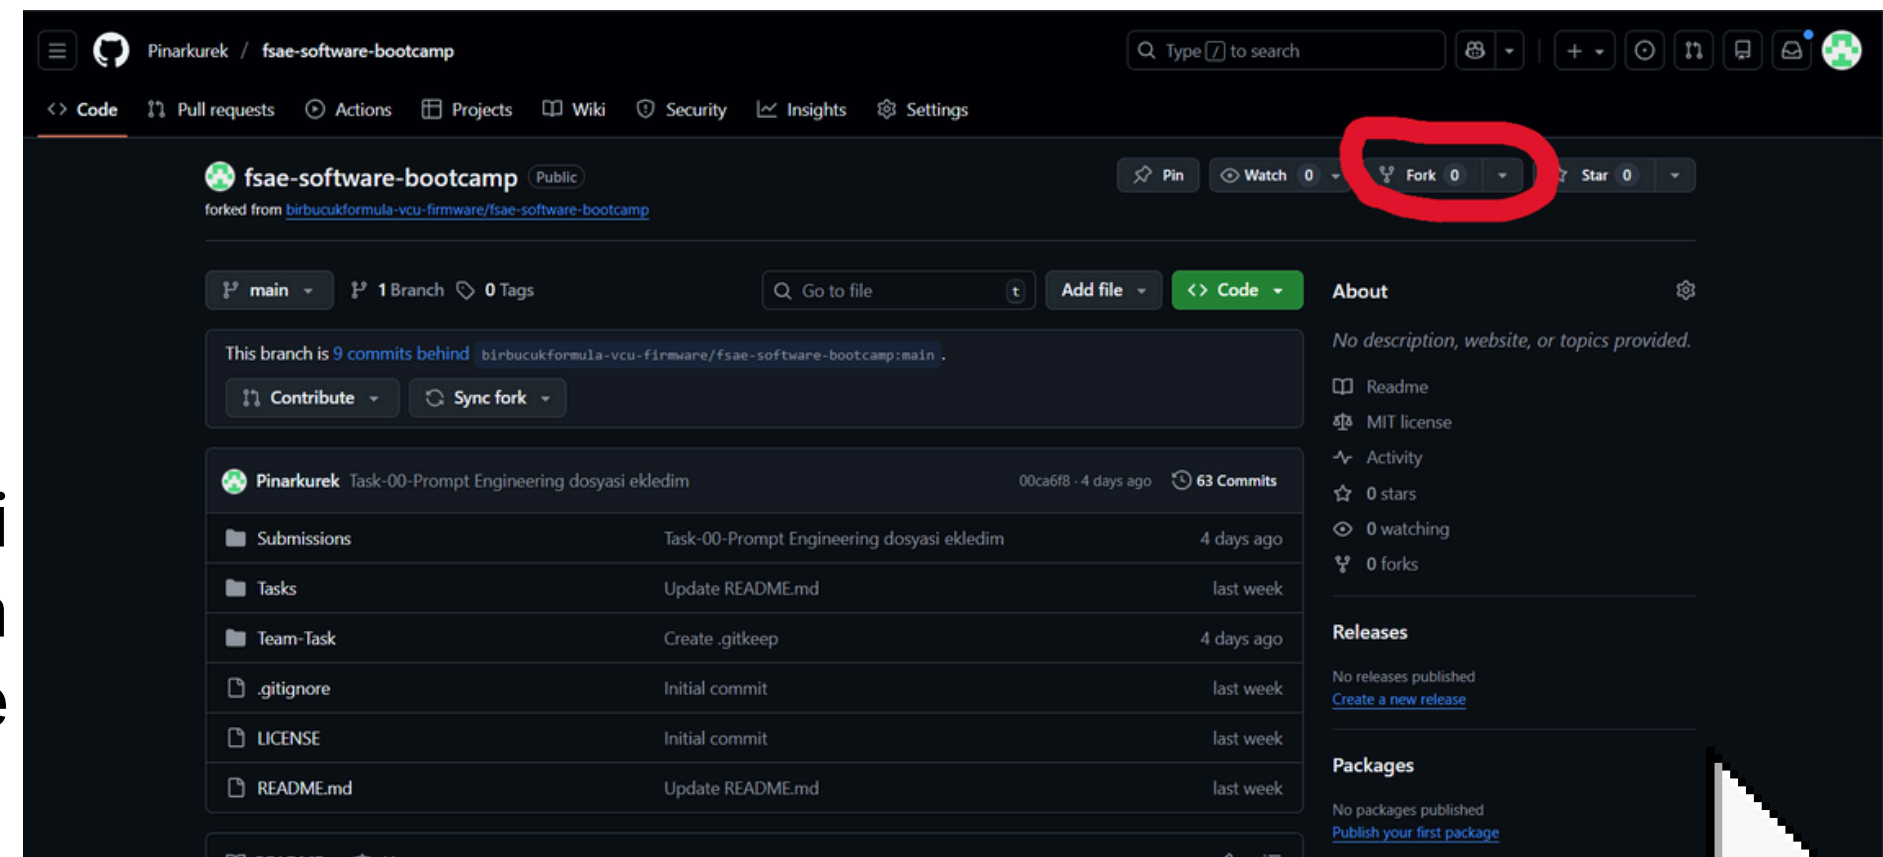 Pinarkurek / fsae-software-bootcamp
Type / to search
Code Pull requests Actions Projects Wiki Security Insights Settings
fsae-software-bootcamp Public
Pin Watch 0 Fork 0 Star 0
forked from birbucukformula-vcu-firmware/fsae-software-bootcamp
main 1 Branch 0 Tags Go to file t Add file Code
About
No description, website, or topics provided.
This branch is 9 commits behind birbucukformula-vcu-firmware/fsae-software-bootcamp:main .
Contribute Sync fork
Readme
MIT license
Activity
0 stars
0 watching
0 forks
Pinarkurek Task-00-Prompt Engineering dosyasi ekledim 00ca6f8 · 4 days ago 63 Commits
Submissions Task-00-Prompt Engineering dosyasi ekledim 4 days ago
Tasks Update README.md last week
Team-Task Create .gitkeep 4 days ago
.gitignore Initial commit last week
LICENSE Initial commit last week
README.md Update README.md last week
Releases
No releases published
Create a new release
Packages
No packages published
Publish your first package